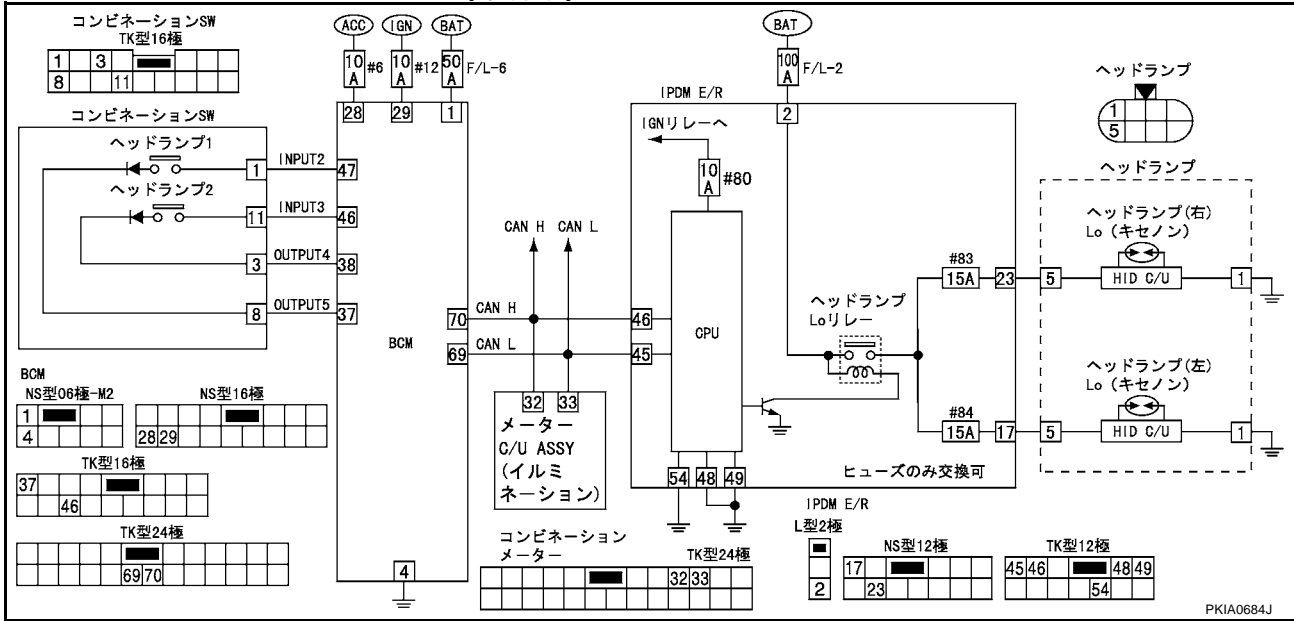 コンビネーションSW
TK型16極
1 3
8 11
コンビネーションSW
ヘッドランプ1
ヘッドランプ2
1 INPUT2 47
11 INPUT3 46
3 OUTPUT4 38
8 OUTPUT5 37
ACC IGN BAT
10A #6
10A #12
50A F/L-6
28 29 1
BCM
70 CAN H
69 CAN L
4
CAN H CAN L
32 33
メーター
C/U ASSY
(イルミ
ネーション)
BCM
NS型06極-M2
1
4
NS型16極
28 29
TK型16極
37
46
TK型24極
69 70
コンビネーション
メーター
TK型24極
32 33
BAT
100A F/L-2
IPDM E/R
2
IGNリレーへ
10A #80
46
45
CPU
54 48 49
ヘッドランプ
Loリレー
#83
15A 23
#84
15A 17
ヒューズのみ交換可
IPDM E/R
L型2極
2
NS型12極
17
23
TK型12極
45 46 48 49
54
ヘッドランプ
1
5
ヘッドランプ
ヘッドランプ(右)
Lo (キセノン)
5 HID C/U 1
ヘッドランプ(左)
Lo (キセノン)
5 HID C/U 1
PKIA0684J